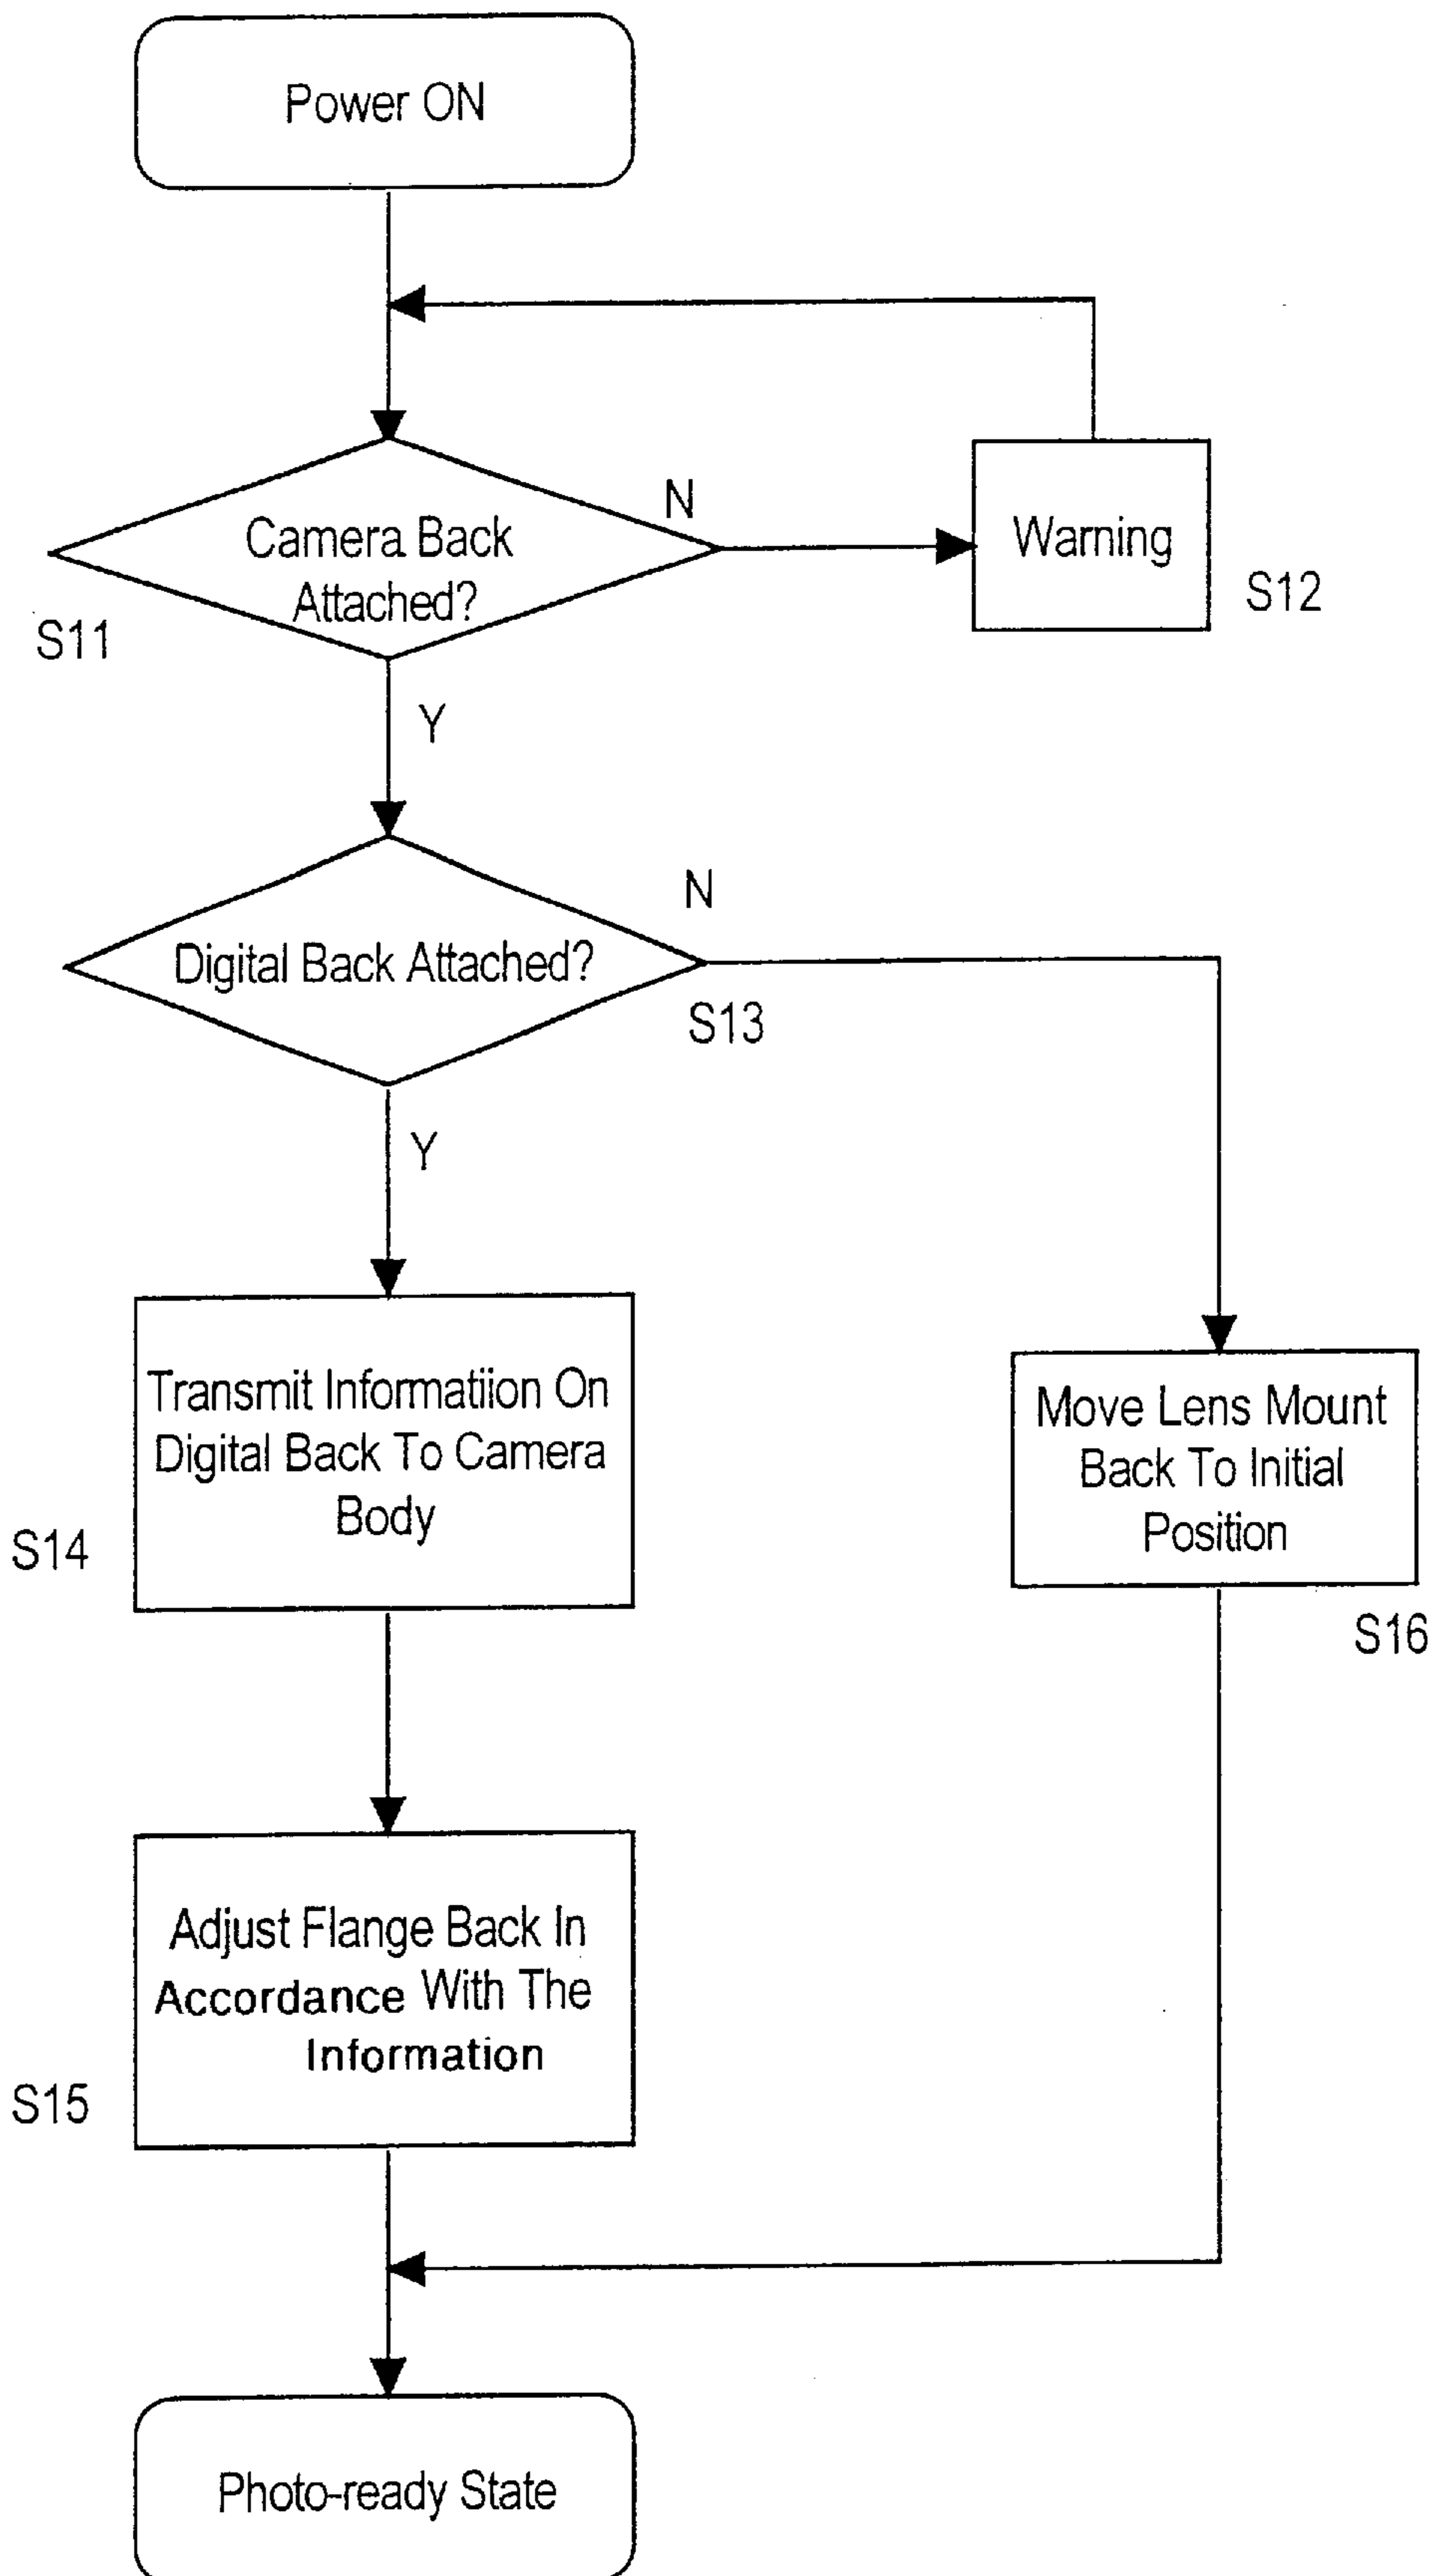 Power ON
N
Camera Back
Attached?
Warning
S12
S11
Y
N
Digital Back Attached?
S13
Y
Transmit Informatiion On
Digital Back To Camera
Body
S14
Move Lens Mount
Back To Initial
Position
S16
Adjust Flange Back In
Accordance With The
Information
S15
Photo-ready State